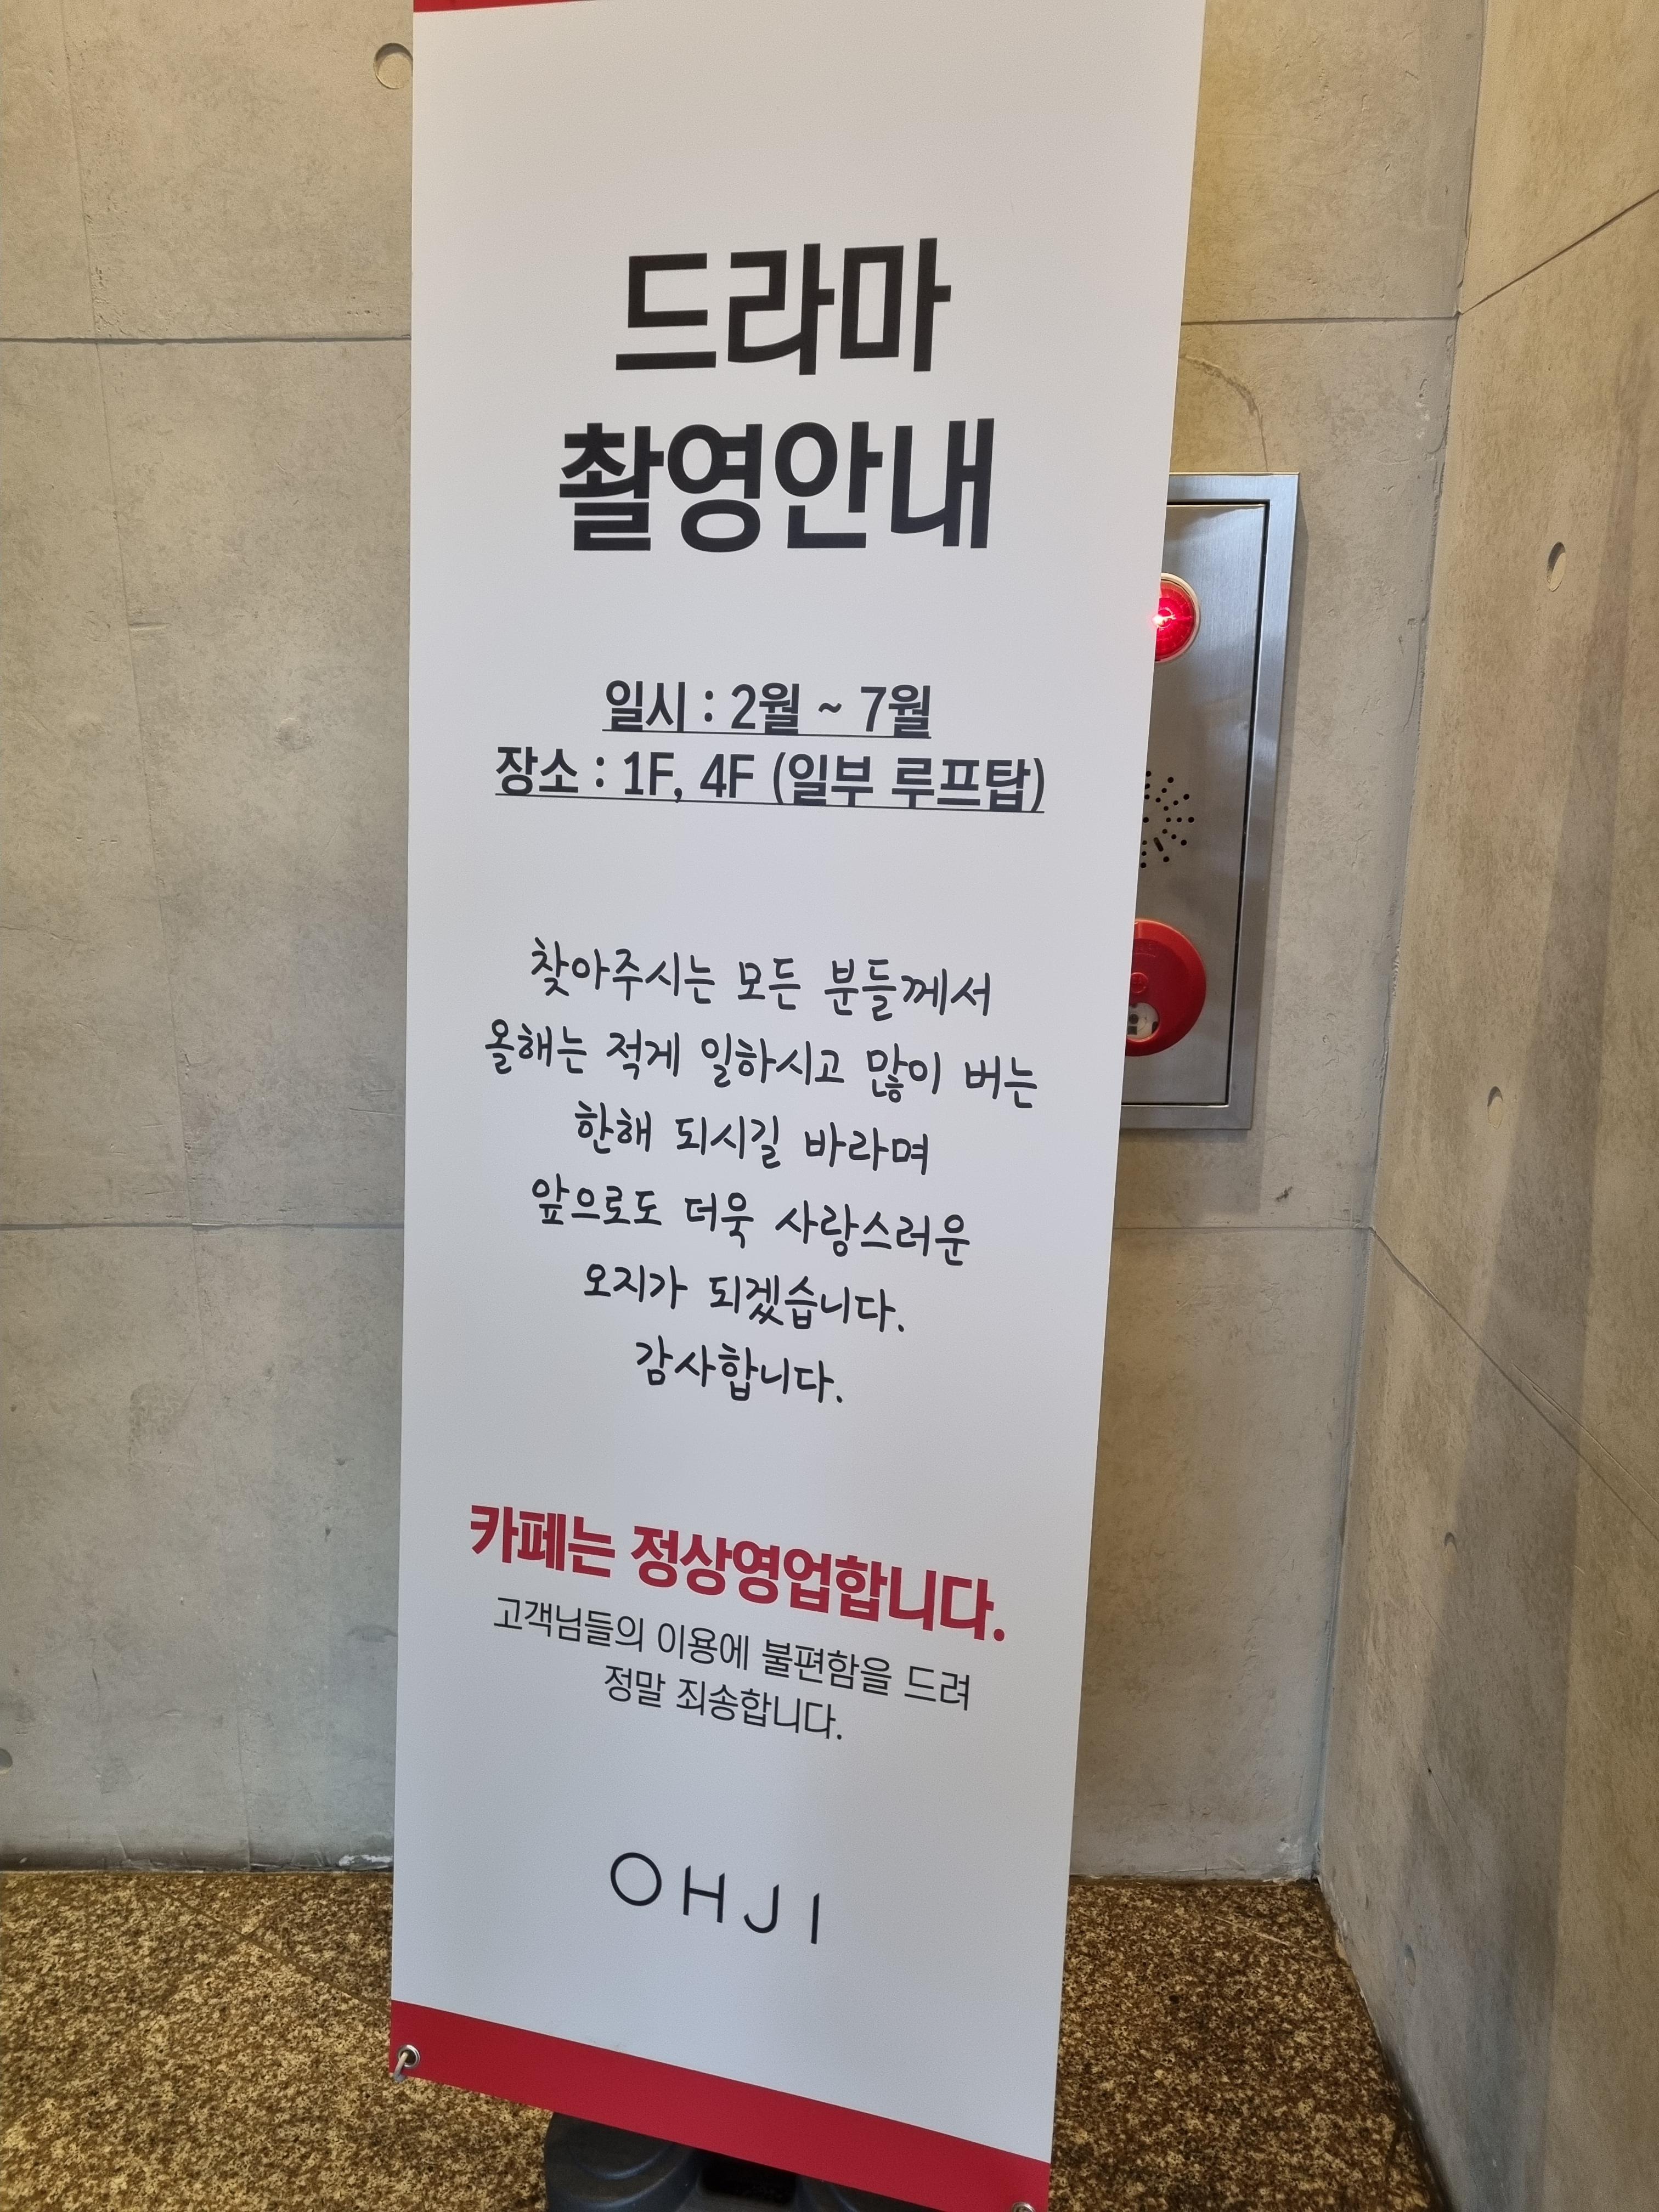 드라마
촬영안내
일시 : 2월 ~ 7월
장소 : 1F, 4F (일부 루프탑)
찾아주시는 모든 분들께서
올해는 적게 일하시고 많이 버는
한해 되시길 바라며
앞으로도 더욱 사랑스러운
오지가 되겠습니다.
감사합니다.
카페는 정상영업합니다.
고객님들의 이용에 불편함을 드려
정말 죄송합니다.
OHJI